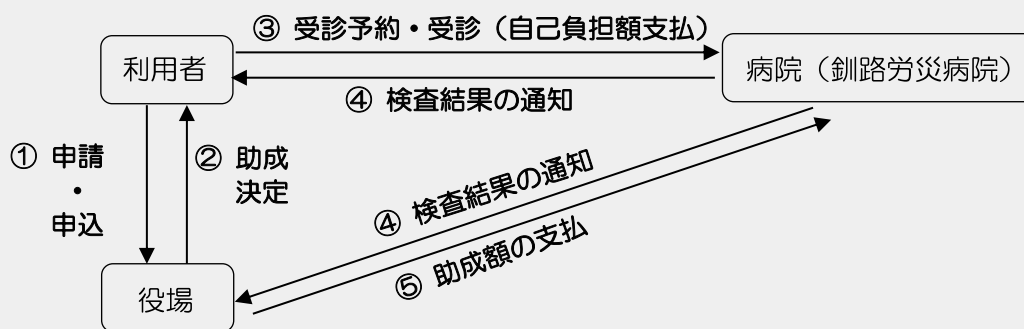 ③ 受診予約・受診（自己負担額支払）
利用者
病院（釧路労災病院）
④ 検査結果の通知
① 申請
・
申込
② 助成
決定
④ 検査結果の通知
⑤ 助成額の支払
役場